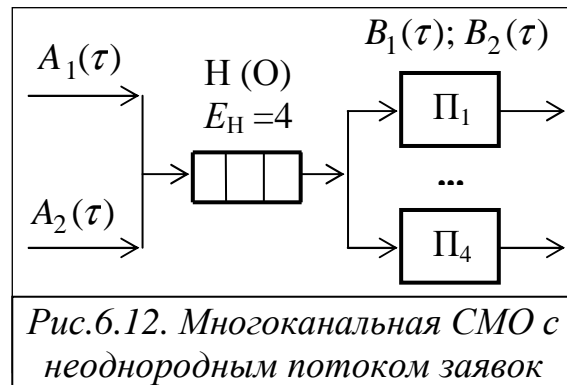 B₁(τ); B₂(τ)
A₁(τ)
Н (О)
E_Н =4
П₁
...
A₂(τ)
П₄
Рис.6.12. Многоканальная СМО с
неоднородным потоком заявок